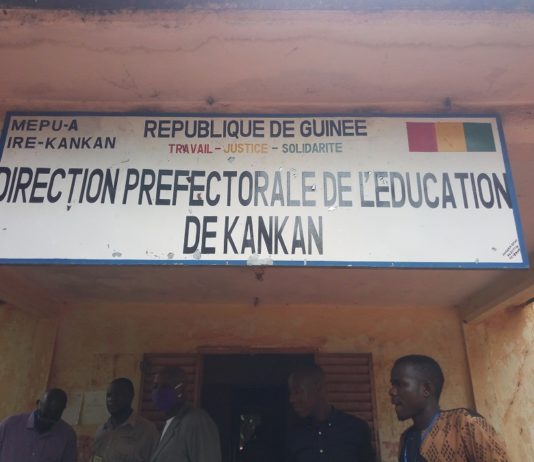 MEPU-A
IRE-KANKAN
REPUBLIQUE DE GUINEE
TRAVAIL - JUSTICE - SOLIDARITE
DIRECTION PREFECTORALE DE L'EDUCATION
DE KANKAN